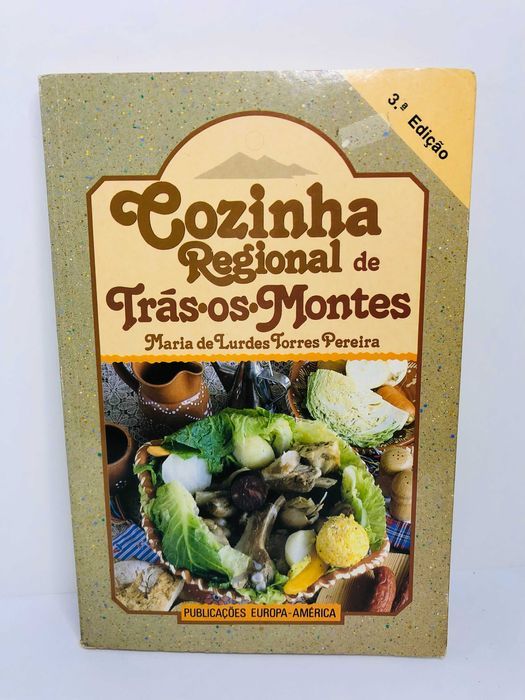 3.ª Edição
Cozinha
Regional de
Trás-os-Montes
Maria de Lurdes Torres Pereira
PUBLICAÇÕES EUROPA-AMÉRICA